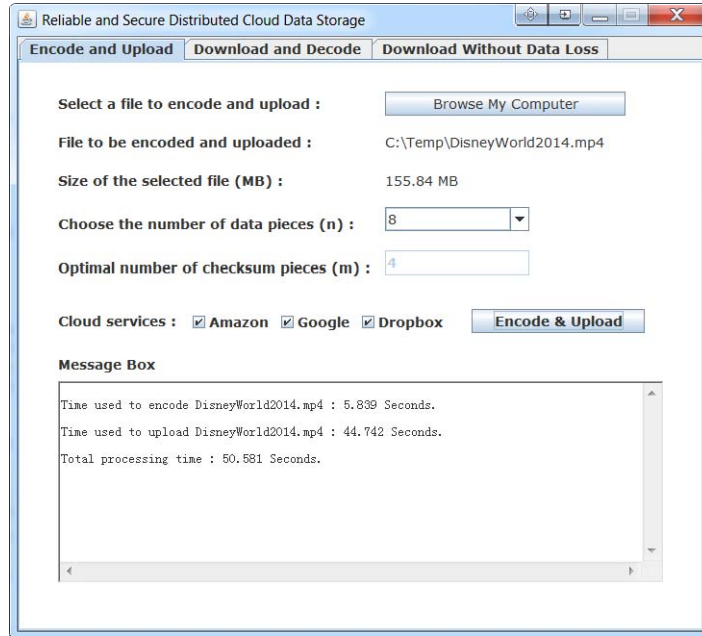 Reliable and Secure Distributed Cloud Data Storage
Encode and Upload Download and Decode Download Without Data Loss
Select a file to encode and upload : Browse My Computer
File to be encoded and uploaded : C:\Temp\DisneyWorld2014.mp4
Size of the selected file (MB) : 155.84 MB
Choose the number of data pieces (n) : 8
Optimal number of checksum pieces (m) : 4
Cloud services : Amazon Google Dropbox Encode & Upload
Message Box
Time used to encode DisneyWorld2014.mp4 : 5.839 Seconds.
Time used to upload DisneyWorld2014.mp4 : 44.742 Seconds.
Total processing time : 50.581 Seconds.